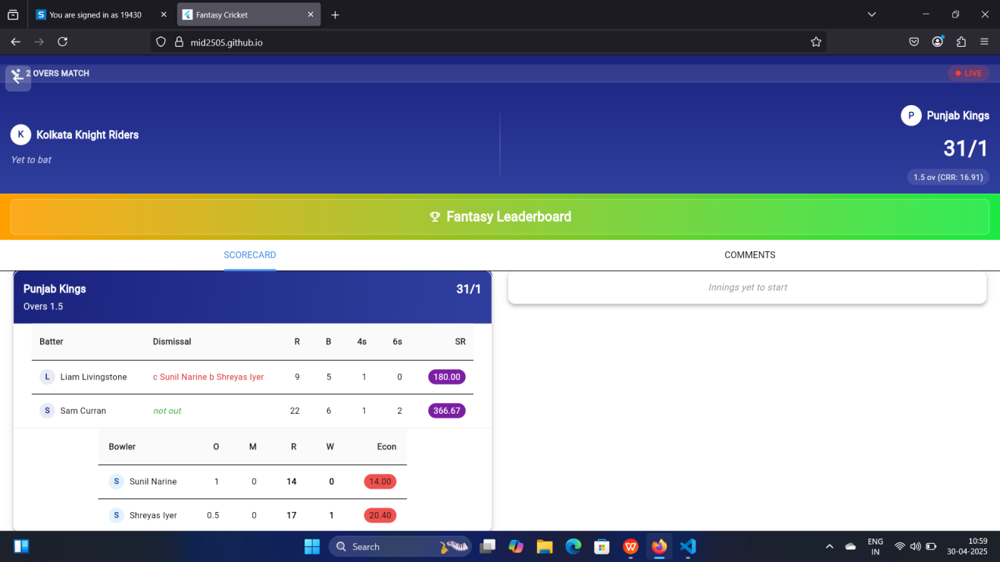 You are signed in as 19430
Fantasy Cricket
mid2505.github.io
2 OVERS MATCH
LIVE
K Kolkata Knight Riders
Yet to bat
P Punjab Kings
31/1
1.5 ov (CRR: 16.91)
Fantasy Leaderboard
SCORECARD COMMENTS
Punjab Kings 31/1
Overs 1.5
Innings yet to start
Batter Dismissal R B 4s 6s SR
L Liam Livingstone c Sunil Narine b Shreyas Iyer 9 5 1 0 180.00
S Sam Curran not out 22 6 1 2 366.67
Bowler O M R W Econ
S Sunil Narine 1 0 14 0 14.00
S Shreyas Iyer 0.5 0 17 1 20.40
Search
ENG
IN
10:59
30-04-2025